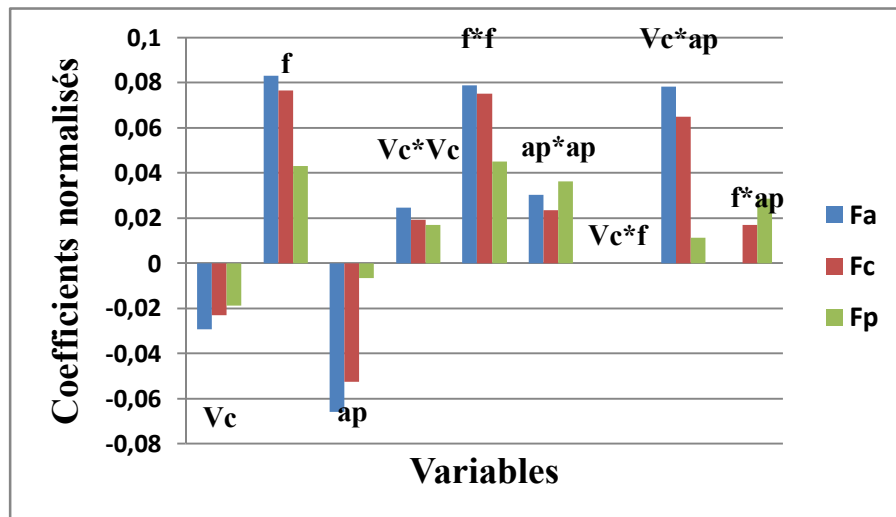 0,1
0,08
0,06
0,04
0,02
0
-0,02
-0,04
-0,06
-0,08
Coefficients normalisés
Variables
Vc
f
ap
Vc*Vc
f*f
ap*ap
Vc*f
Vc*ap
f*ap
Fa
Fc
Fp